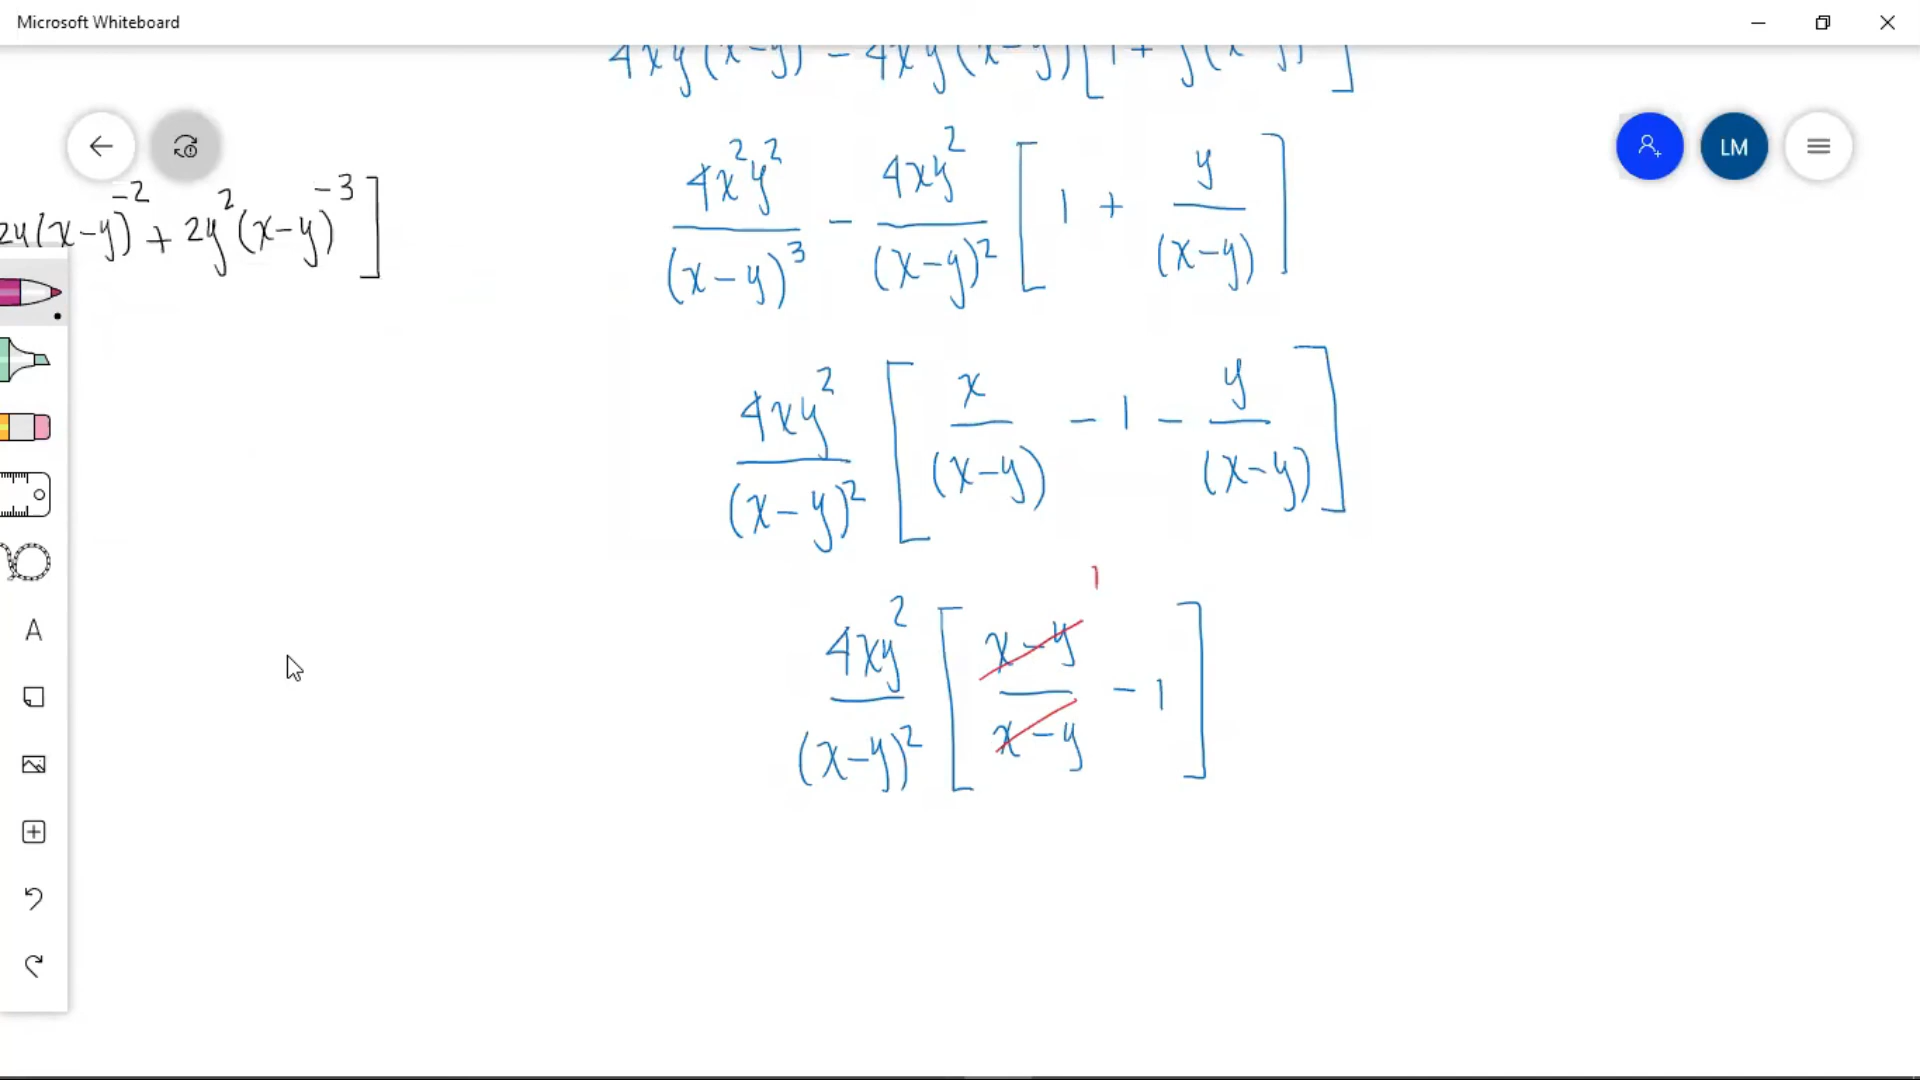 Microsoft Whiteboard
LM
2y(x-y)^-2 + 2y^2(x-y)^-3]
4x^2y^2/(x-y)^3 - 4xy^2/(x-y)^2 [1 + y/(x-y)]
4xy^2/(x-y)^2 [x/(x-y) - 1 - y/(x-y)]
1
4xy^2/(x-y)^2 [x-y/x-y - 1]
A